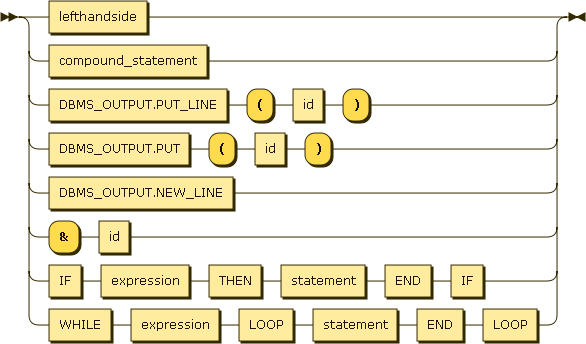 lefthandside
compound_statement
DBMS_OUTPUT.PUT_LINE ( id )
DBMS_OUTPUT.PUT ( id )
DBMS_OUTPUT.NEW_LINE
& id
IF expression THEN statement END IF
WHILE expression LOOP statement END LOOP